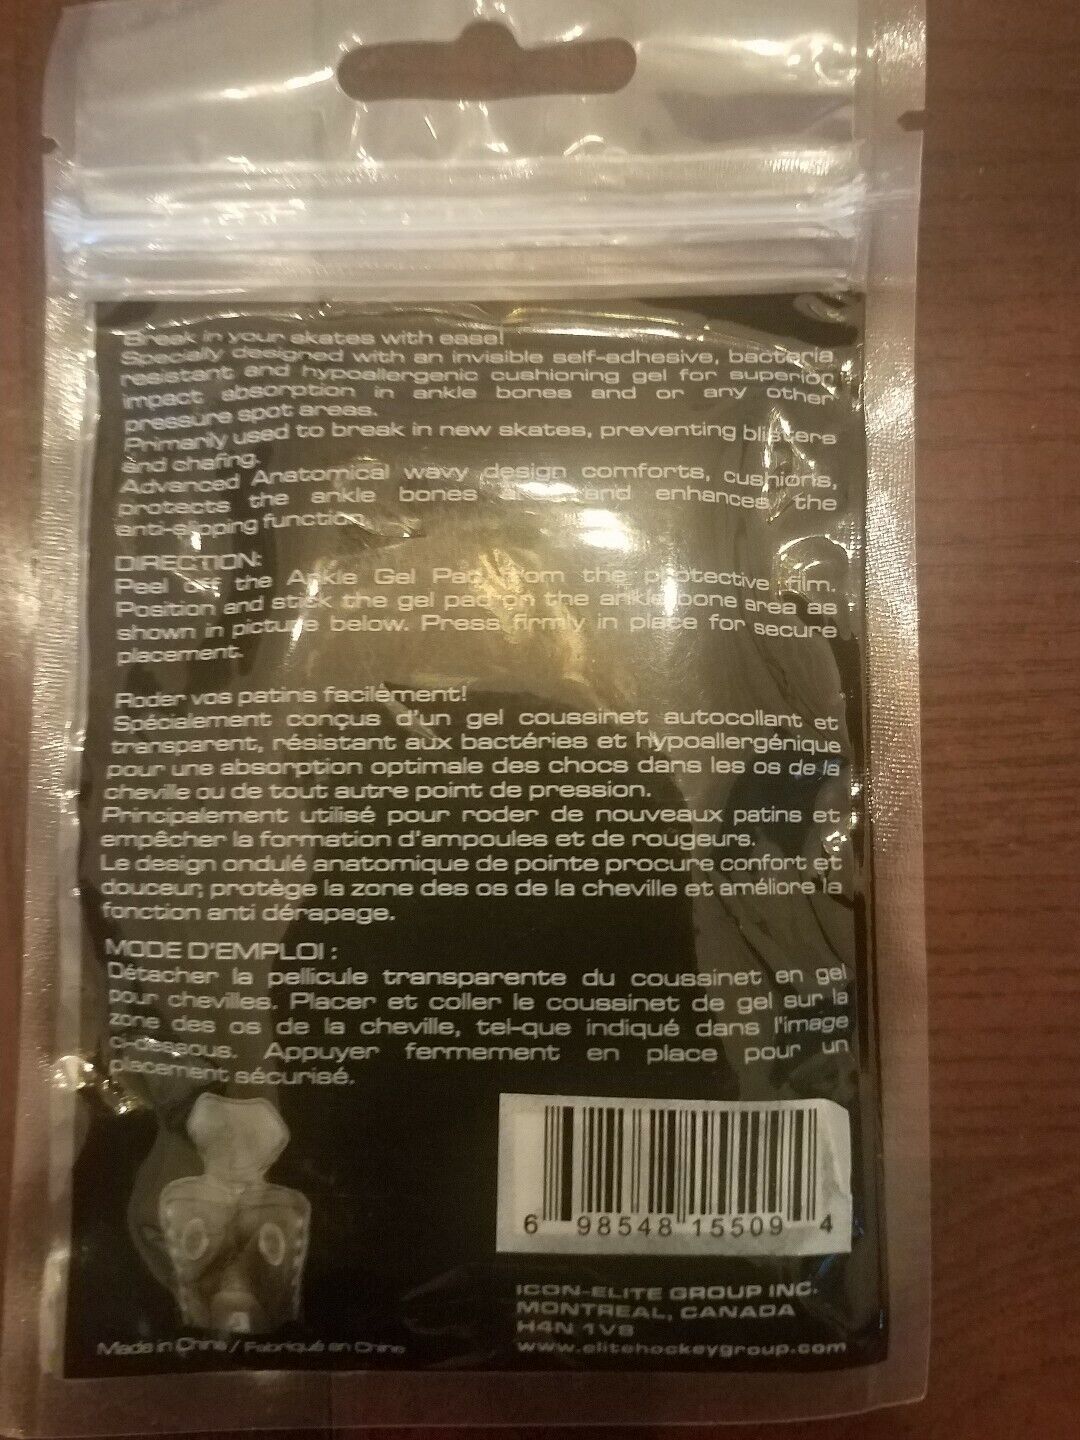 Break in your skates with ease!
Specially designed with an invisible self-adhesive, bacteria
resistant and hypoallergenic cushioning gel for superior
impact absorption in ankle bones and or any other
pressure spot areas.
Primarily used to break in new skates, preventing blisters
and chafing.
Advanced Anatomical wavy design comforts, cushions,
protects the ankle bones and enhances the
anti-slipping function.
DIRECTION:
Peel off the Ankle Gel Pad from the protective film.
Position and stick the gel pad on the ankle bone area as
shown in picture below. Press firmly in place for secure
placement.
Roder vos patins facilement!
Spécialement conçus d'un gel coussinet autocollant et
transparent, résistant aux bactéries et hypoallergénique
pour une absorption optimale des chocs dans les os de la
cheville ou de tout autre point de pression.
Principalement utilisé pour roder de nouveaux patins et
empêcher la formation d'ampoules et de rougeurs.
Le design ondulé anatomique de pointe procure confort et
douceur, protège la zone des os de la cheville et améliore la
fonction anti dérapage.
MODE D'EMPLOI :
Détacher la pellicule transparente du coussinet en gel
pour chevilles. Placer et coller le coussinet de gel sur la
zone des os de la cheville, tel-que indiqué dans l'image
ci-dessous. Appuyer fermement en place pour un
placement sécurisé.
6 98548 15509 4
ICON-ELITE GROUP INC.
MONTREAL, CANADA
H4N 1V8
www.elitehockeygroup.com
Made in China / Fabriqué en Chine